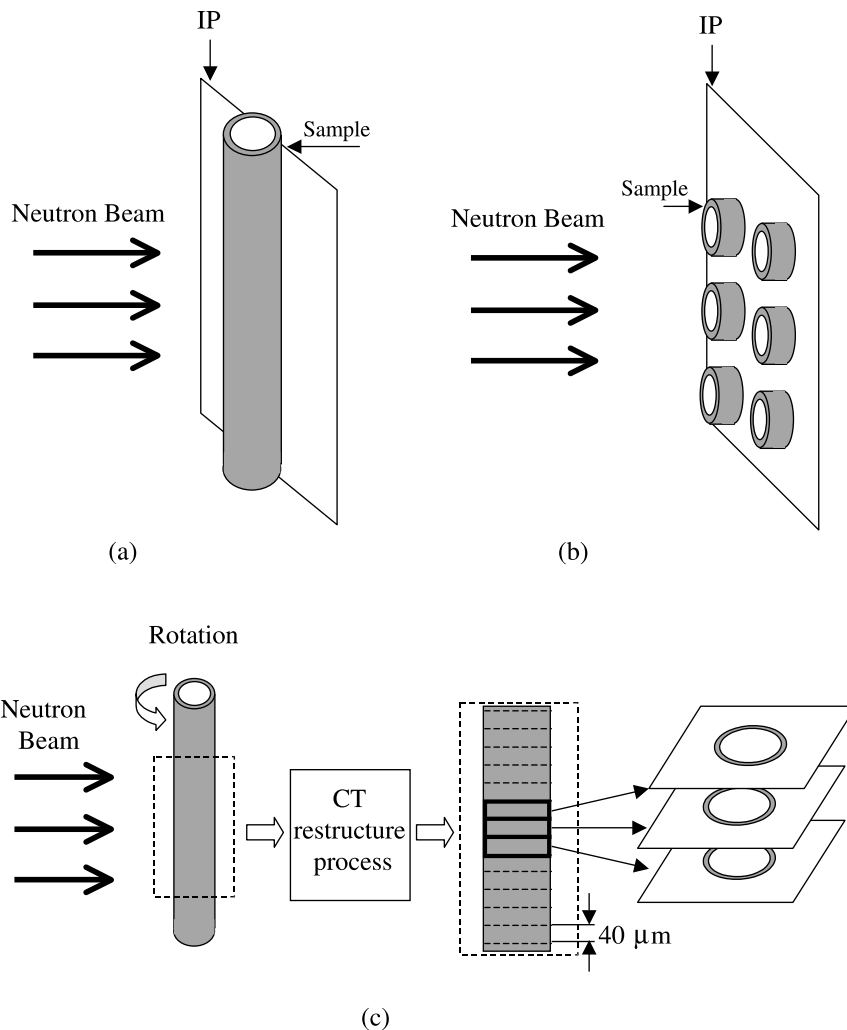 IP
Sample
Neutron Beam
(a)
IP
Sample
Neutron Beam
(b)
Rotation
Neutron
Beam
CT
restructure
process
40 μm
(c)